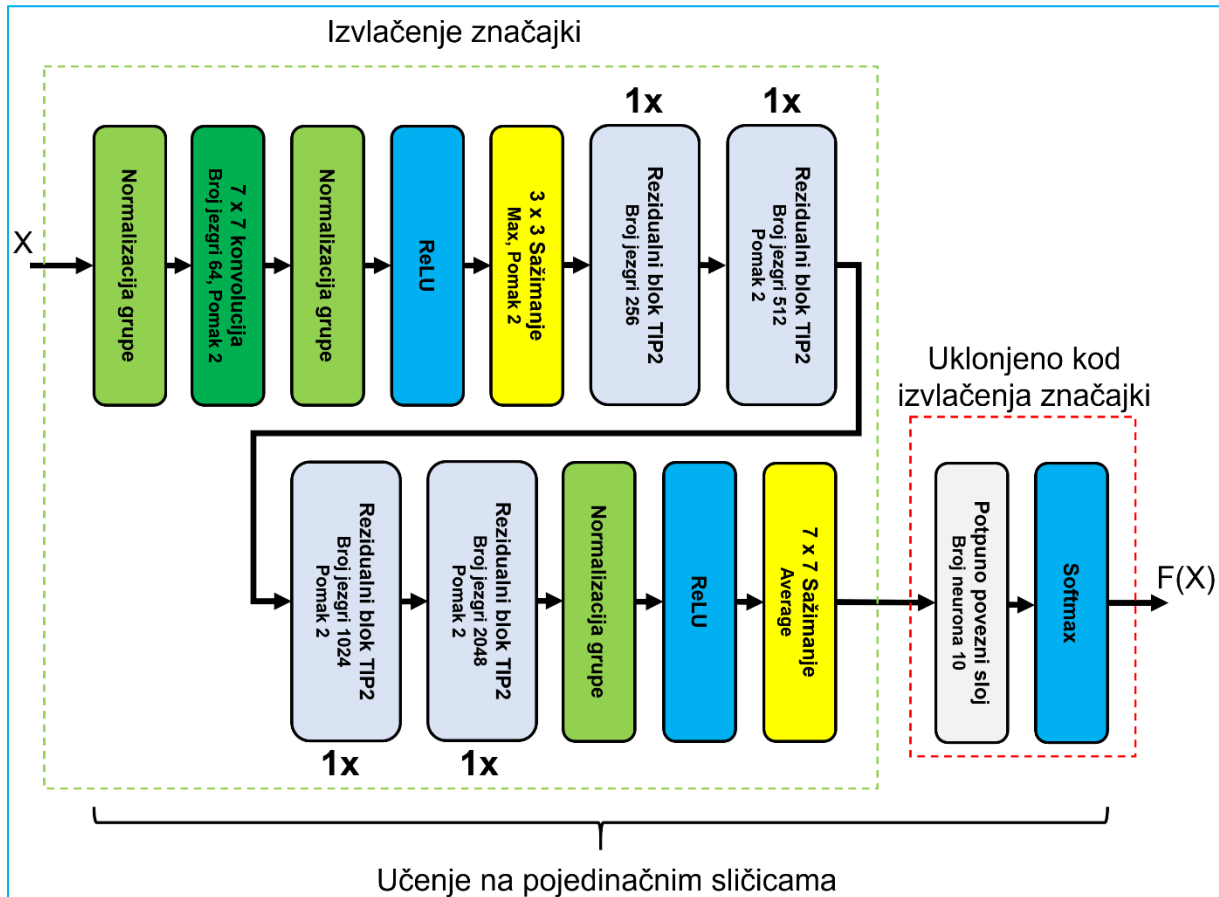 Izvlačenje značajki
1x
1x
X
Normalizacija grupe
7 x 7 konvolucija
Broj jezgri 64, Pomak 2
Normalizacija grupe
ReLU
3 x 3 Sažimanje
Max, Pomak 2
Rezidualni blok TIP2
Broj jezgri 256
Rezidualni blok TIP2
Broj jezgri 512
Pomak 2
Uklonjeno kod
izvlačenja značajki
Rezidualni blok TIP2
Broj jezgri 1024
Pomak 2
Rezidualni blok TIP2
Broj jezgri 2048
Pomak 2
Normalizacija grupe
ReLU
7 x 7 Sažimanje
Average
Potpuno povezni sloj
Broj neurona 10
Softmax
F(X)
1x
1x
Učenje na pojedinačnim sličicama